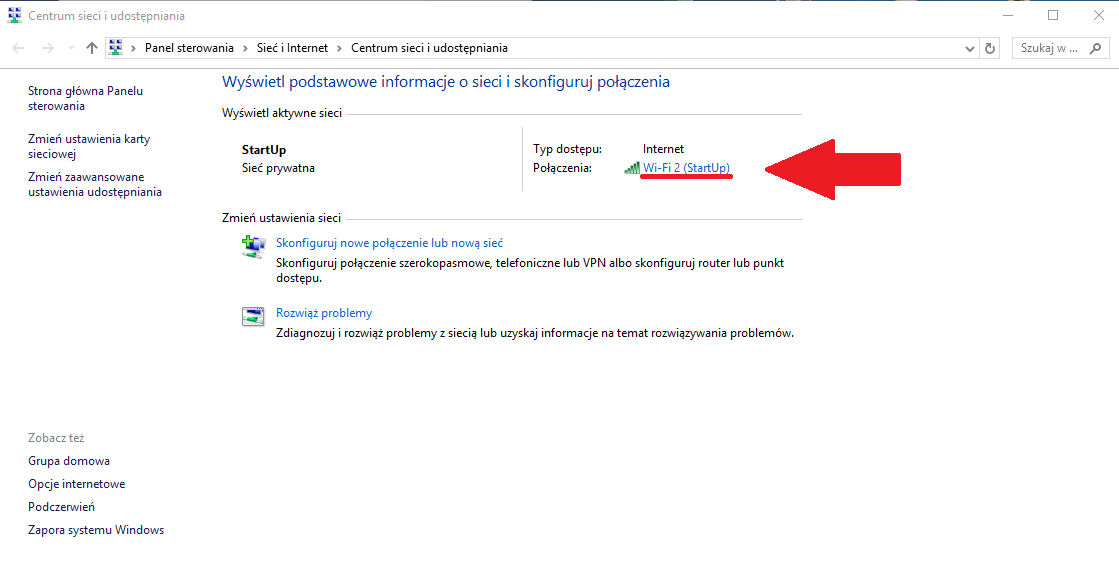 Centrum sieci i udostępniania
Panel sterowania > Sieć i Internet > Centrum sieci i udostępniania
Szukaj w ...
Strona główna Panelu
sterowania
Zmień ustawienia karty
sieciowej
Zmień zaawansowane
ustawienia udostępniania
Wyświetl podstawowe informacje o sieci i skonfiguruj połączenia
Wyświetl aktywne sieci
StartUp
Sieć prywatna
Typ dostępu: Internet
Połączenia: Wi-Fi 2 (StartUp)
Zmień ustawienia sieci
Skonfiguruj nowe połączenie lub nową sieć
Skonfiguruj połączenie szerokopasmowe, telefoniczne lub VPN albo skonfiguruj router lub punkt
dostępu.
Rozwiąż problemy
Zdiagnozuj i rozwiąż problemy z siecią lub uzyskaj informacje na temat rozwiązywania problemów.
Zobacz też
Grupa domowa
Opcje internetowe
Podczerwień
Zapora systemu Windows